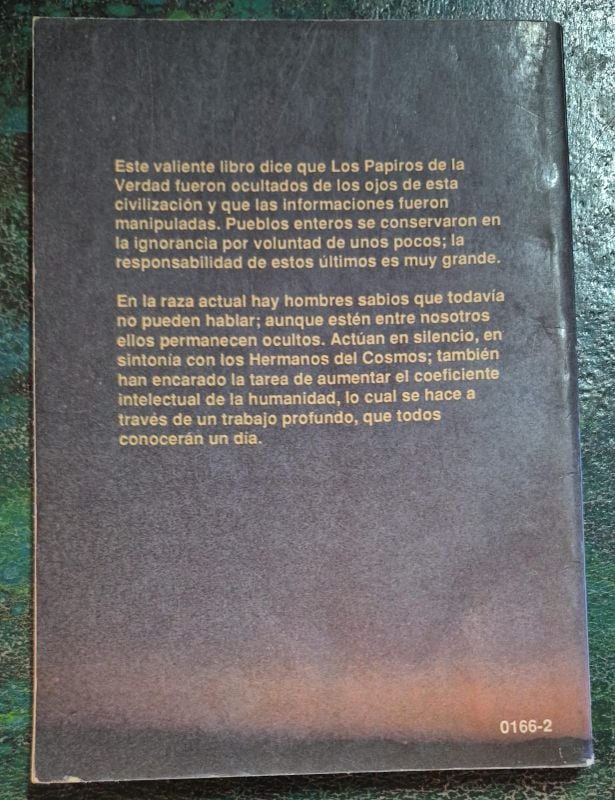 Este valiente libro dice que Los Papiros de la
Verdad fueron ocultados de los ojos de esta
civilización y que las informaciones fueron
manipuladas. Pueblos enteros se conservaron en
la ignorancia por voluntad de unos pocos; la
responsabilidad de estos últimos es muy grande.
En la raza actual hay hombres sabios que todavía
no pueden hablar; aunque estén entre nosotros
ellos permanecen ocultos. Actúan en silencio, en
sintonía con los Hermanos del Cosmos; también
han encarado la tarea de aumentar el coeficiente
intelectual de la humanidad, lo cual se hace a
través de un trabajo profundo, que todos
conocerán un día.
0166-2